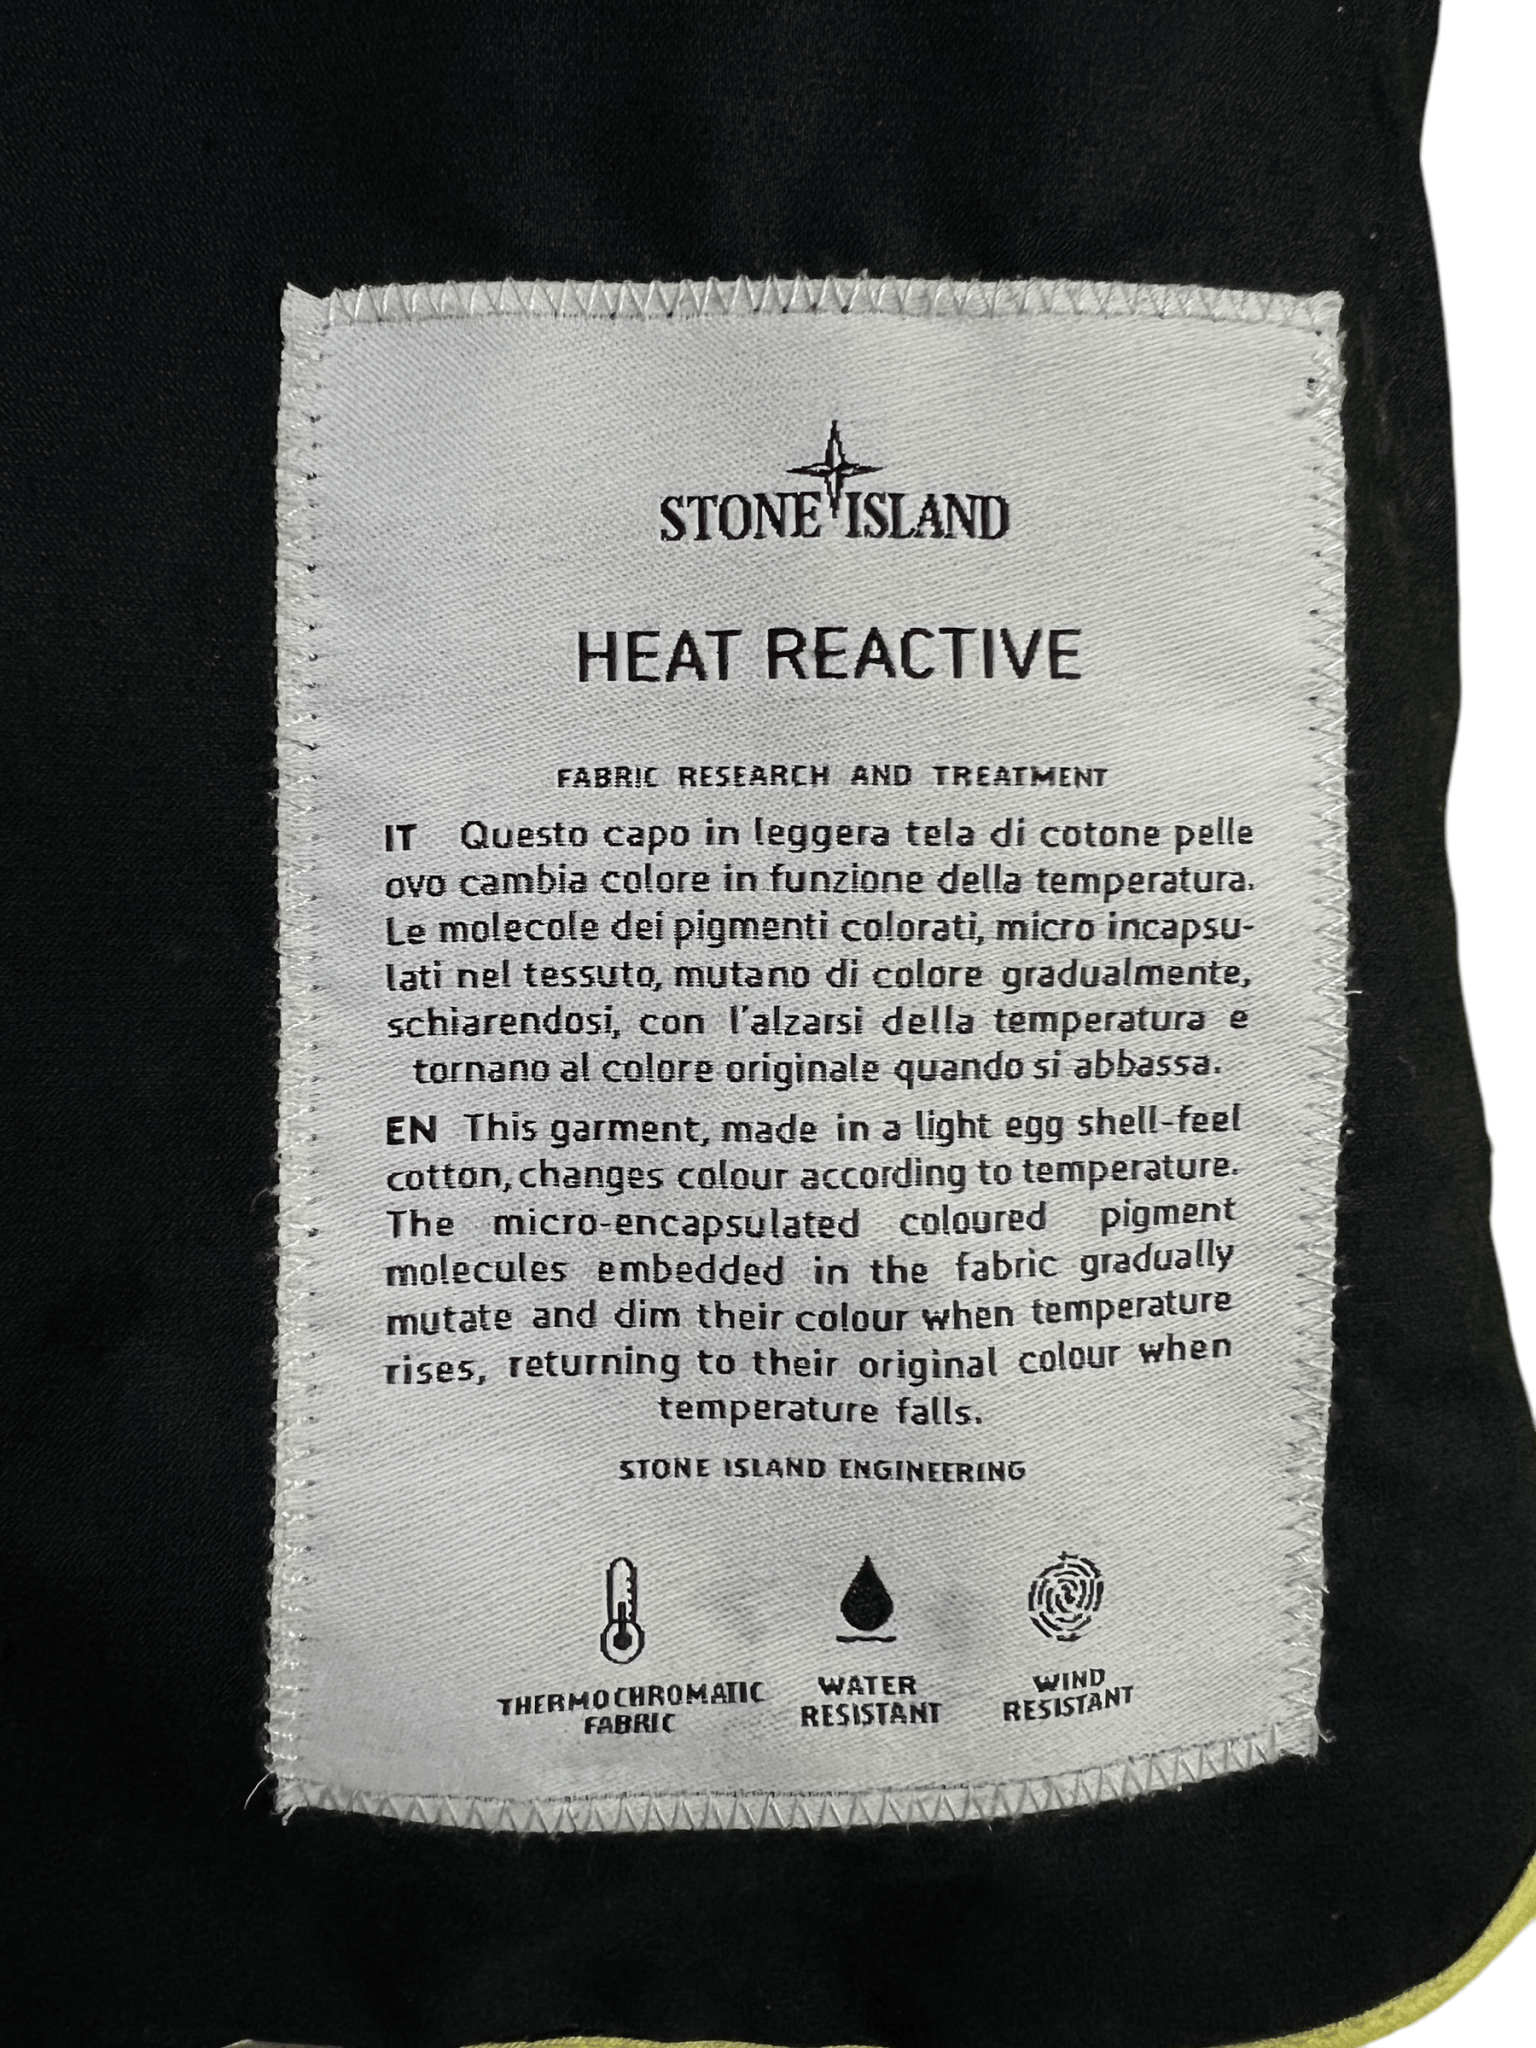 STONE ISLAND
HEAT REACTIVE
FABRIC RESEARCH AND TREATMENT
IT Questo capo in leggera tela di cotone pelle
ovo cambia colore in funzione della temperatura.
Le molecole dei pigmenti colorati, micro incapsu-
lati nel tessuto, mutano di colore gradualmente,
schiarendosi, con l'alzarsi della temperatura e
tornano al colore originale quando si abbassa.
EN This garment, made in a light egg shell-feel
cotton, changes colour according to temperature.
The micro-encapsulated coloured pigment
molecules embedded in the fabric gradually
mutate and dim their colour when temperature
rises, returning to their original colour when
temperature falls.
STONE ISLAND ENGINEERING
THERMOCHROMATIC
FABRIC
WATER
RESISTANT
WIND
RESISTANT